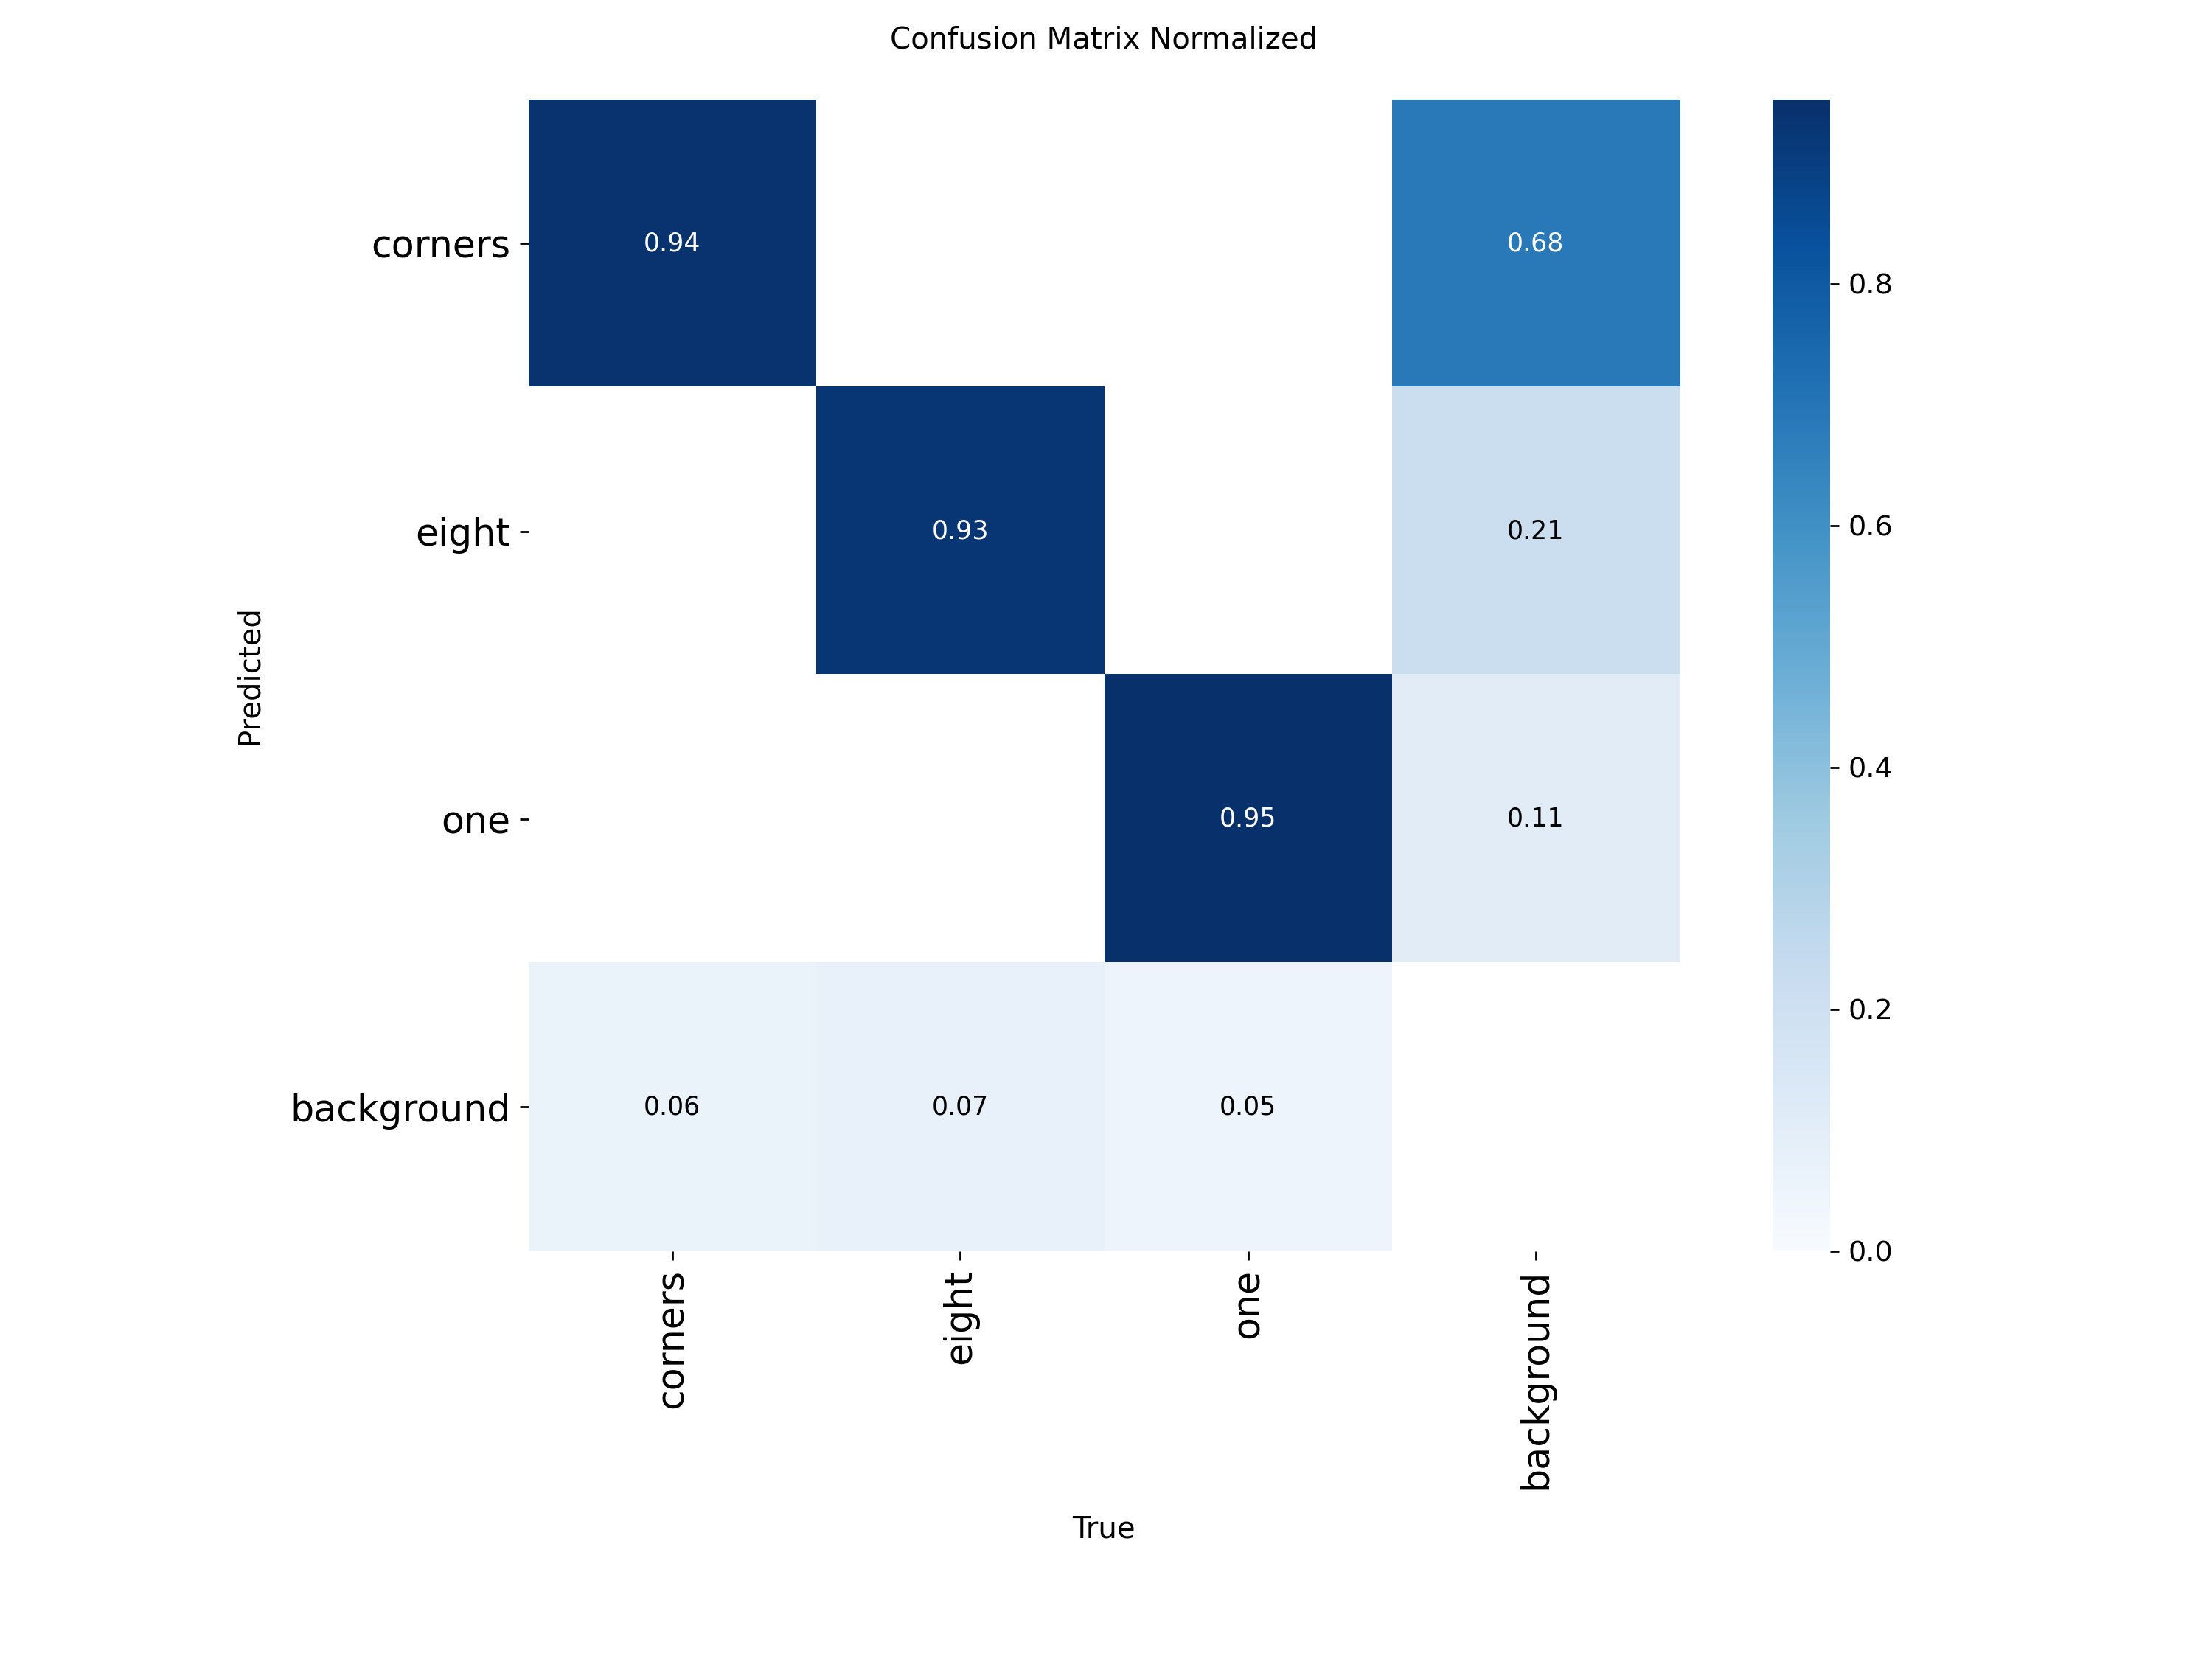 Confusion Matrix Normalized
corners
0.94
0.68
0.8
eight
0.93
0.21
0.6
Predicted
one
0.95
0.11
0.4
background
0.06
0.07
0.05
0.2
0.0
corners
eight
one
background
True